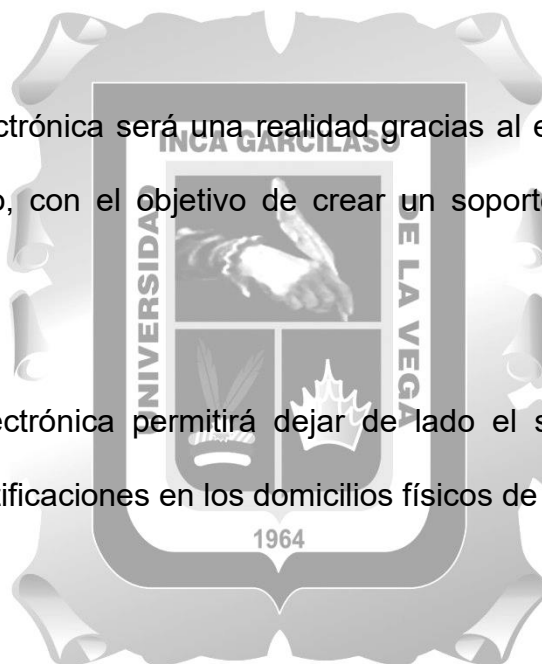 ctrónica será una realidad gracias al e
INCA GARCILASO
o, con el objetivo de crear un soporte
UNIVERSIDAD
DE LA VEGA
ectrónica permitirá dejar de lado el s
tificaciones en los domicilios físicos de
1964